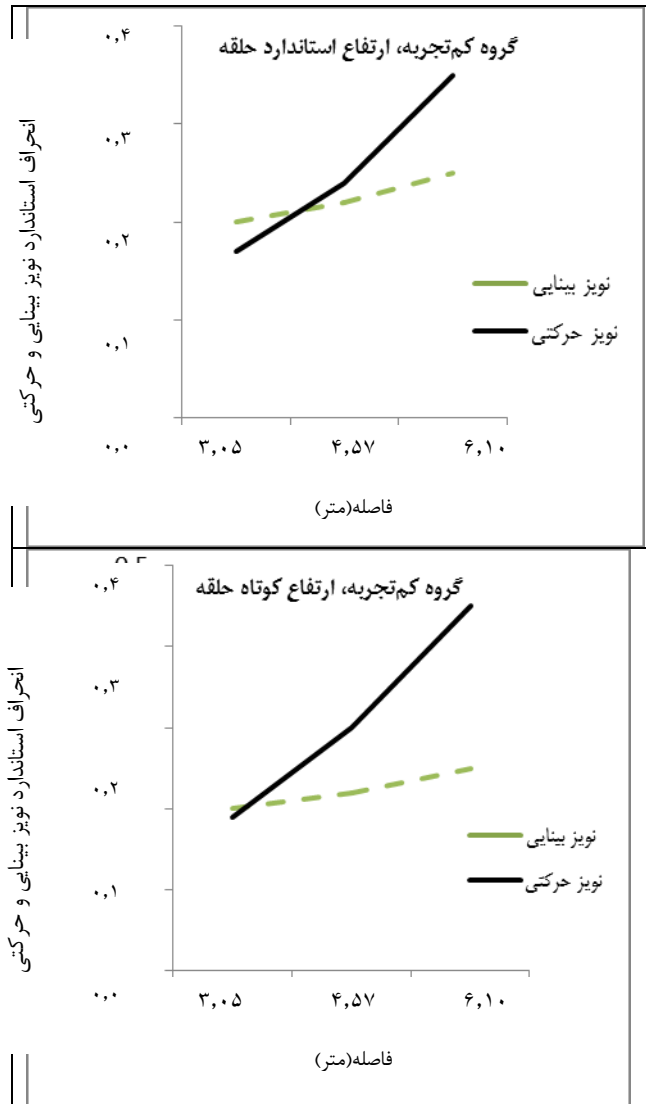 گروه کم‌تجربه، ارتفاع استاندارد حلقه
انحراف استاندارد نویز بینایی و حرکتی
۰,۴
۰,۳
۰,۲
۰,۱
۰,۰
نویز بینایی
نویز حرکتی
۳,۰۵ ۴,۵۷ ۶,۱۰
فاصله(متر)
گروه کم‌تجربه، ارتفاع کوتاه حلقه
انحراف استاندارد نویز بینایی و حرکتی
۰,۴
۰,۳
۰,۲
۰,۱
۰,۰
نویز بینایی
نویز حرکتی
۳,۰۵ ۴,۵۷ ۶,۱۰
فاصله(متر)